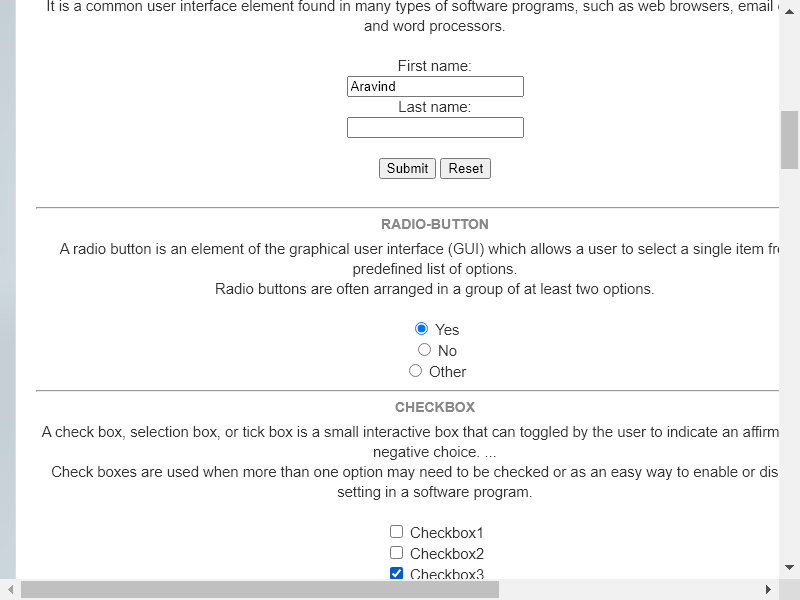 It is a common user interface element found in many types of software programs, such as web browsers, email
and word processors.
First name:
Aravind
Last name:
Submit Reset
RADIO-BUTTON
A radio button is an element of the graphical user interface (GUI) which allows a user to select a single item
predefined list of options.
Radio buttons are often arranged in a group of at least two options.
Yes
No
Other
CHECKBOX
A check box, selection box, or tick box is a small interactive box that can toggled by the user to indicate an affirm
negative choice. ...
Check boxes are used when more than one option may need to be checked or as an easy way to enable or dis
setting in a software program.
Checkbox1
Checkbox2
Checkbox3